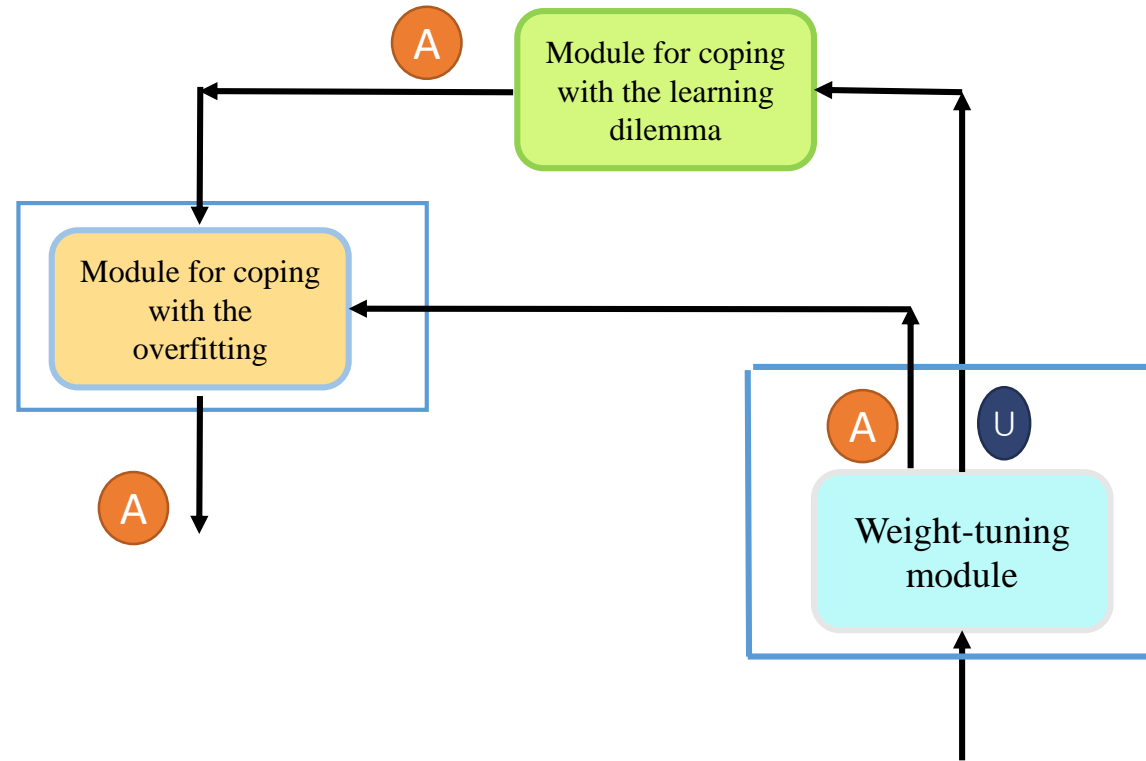 A
Module for coping
with the learning
dilemma
Module for coping
with the
overfitting
A
U
A
Weight-tuning
module